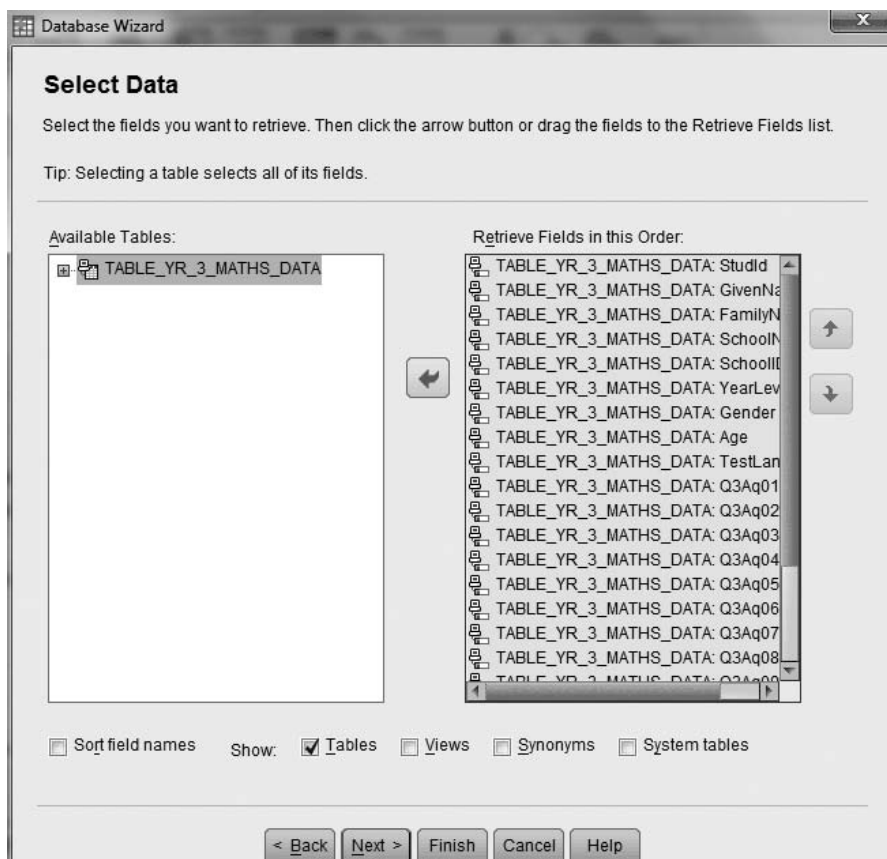 Database Wizard
Select Data
Select the fields you want to retrieve. Then click the arrow button or drag the fields to the Retrieve Fields list.
Tip: Selecting a table selects all of its fields.
Available Tables:
TABLE_YR_3_MATHS_DATA
Retrieve Fields in this Order:
TABLE_YR_3_MATHS_DATA: StudId
TABLE_YR_3_MATHS_DATA: GivenNa
TABLE_YR_3_MATHS_DATA: FamilyN
TABLE_YR_3_MATHS_DATA: SchoolN
TABLE_YR_3_MATHS_DATA: SchoolID
TABLE_YR_3_MATHS_DATA: YearLev
TABLE_YR_3_MATHS_DATA: Gender
TABLE_YR_3_MATHS_DATA: Age
TABLE_YR_3_MATHS_DATA: TestLan
TABLE_YR_3_MATHS_DATA: Q3Aq01
TABLE_YR_3_MATHS_DATA: Q3Aq02
TABLE_YR_3_MATHS_DATA: Q3Aq03
TABLE_YR_3_MATHS_DATA: Q3Aq04
TABLE_YR_3_MATHS_DATA: Q3Aq05
TABLE_YR_3_MATHS_DATA: Q3Aq06
TABLE_YR_3_MATHS_DATA: Q3Aq07
TABLE_YR_3_MATHS_DATA: Q3Aq08
TABLE_YR_3_MATHS_DATA: Q3Aq09
Sort field names Show: Tables Views Synonyms System tables
< Back Next > Finish Cancel Help